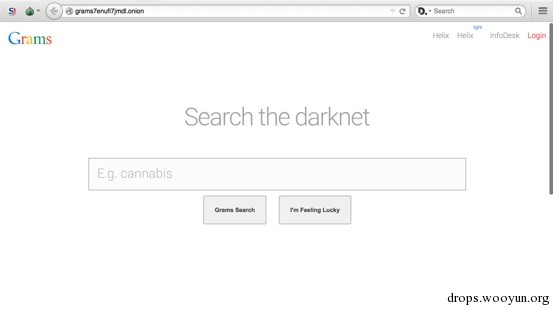 grams7enufi7jmdl.onion
Search
Grams
Helix
Helix light
InfoDesk
Login
Search the darknet
E.g. cannabis
Grams Search
I'm Feeling Lucky
drops.wooyun.org